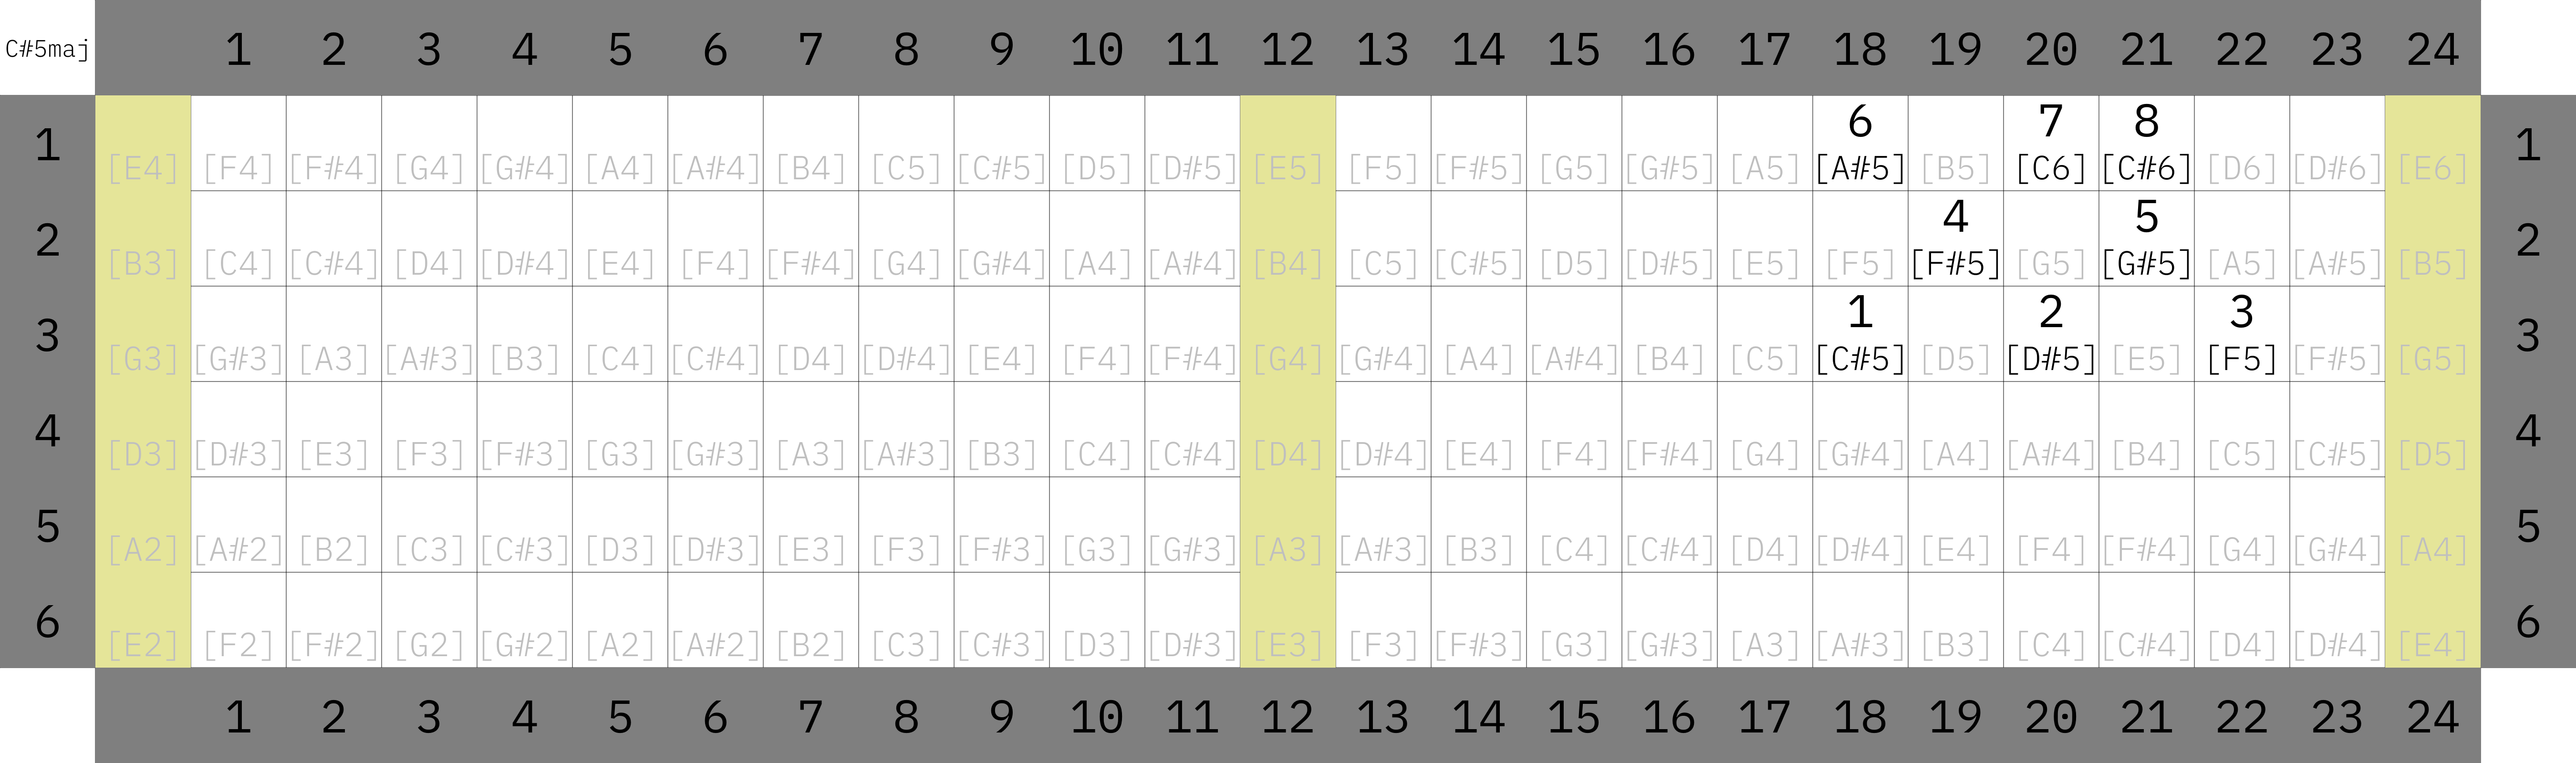 C#5maj 1 2 3 4 5 6 7 8 9 10 11 12 13 14 15 16 17 18 19 20 21 22 23 24
6 7 8
1 [E4] [F4] [F#4] [G4] [G#4] [A4] [A#4] [B4] [C5] [C#5] [D5] [D#5] [E5] [F5] [F#5] [G5] [G#5] [A5] [A#5] [B5] [C6] [C#6] [D6] [D#6] [E6] 1
4 5
2 [B3] [C4] [C#4] [D4] [D#4] [E4] [F4] [F#4] [G4] [G#4] [A4] [A#4] [B4] [C5] [C#5] [D5] [D#5] [E5] [F5] [F#5] [G5] [G#5] [A5] [A#5] [B5] 2
1 2 3
3 [G3] [G#3] [A3] [A#3] [B3] [C4] [C#4] [D4] [D#4] [E4] [F4] [F#4] [G4] [G#4] [A4] [A#4] [B4] [C5] [C#5] [D5] [D#5] [E5] [F5] [F#5] [G5] 3
4 [D3] [D#3] [E3] [F3] [F#3] [G3] [G#3] [A3] [A#3] [B3] [C4] [C#4] [D4] [D#4] [E4] [F4] [F#4] [G4] [G#4] [A4] [A#4] [B4] [C5] [C#5] [D5] 4
5 [A2] [A#2] [B2] [C3] [C#3] [D3] [D#3] [E3] [F3] [F#3] [G3] [G#3] [A3] [A#3] [B3] [C4] [C#4] [D4] [D#4] [E4] [F4] [F#4] [G4] [G#4] [A4] 5
6 [E2] [F2] [F#2] [G2] [G#2] [A2] [A#2] [B2] [C3] [C#3] [D3] [D#3] [E3] [F3] [F#3] [G3] [G#3] [A3] [A#3] [B3] [C4] [C#4] [D4] [D#4] [E4] 6
1 2 3 4 5 6 7 8 9 10 11 12 13 14 15 16 17 18 19 20 21 22 23 24